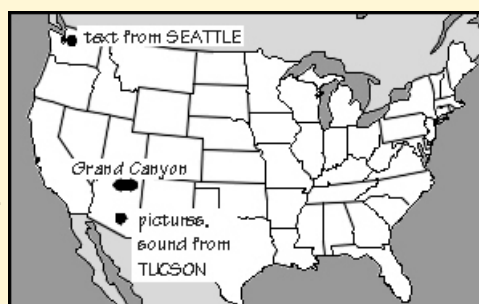 text from SEATTLE
Grand Canyon
pictures,
sound from
TUCSON